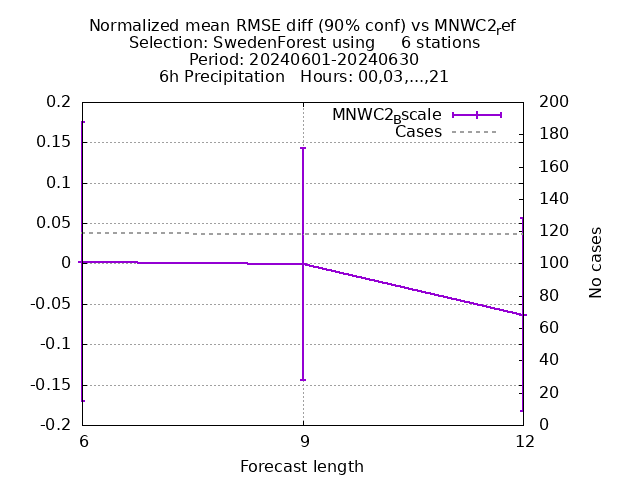 Normalized mean RMSE diff (90% conf) vs MNWC2ref
Selection: SwedenForest using 6 stations
Period: 20240601-20240630
6h Precipitation Hours: 00,03,...,21
MNWC2Bscale
Cases
0.2
0.15
0.1
0.05
0
-0.05
-0.1
-0.15
-0.2
200
180
160
140
120
100
80
60
40
20
0
No cases
6
9
12
Forecast length